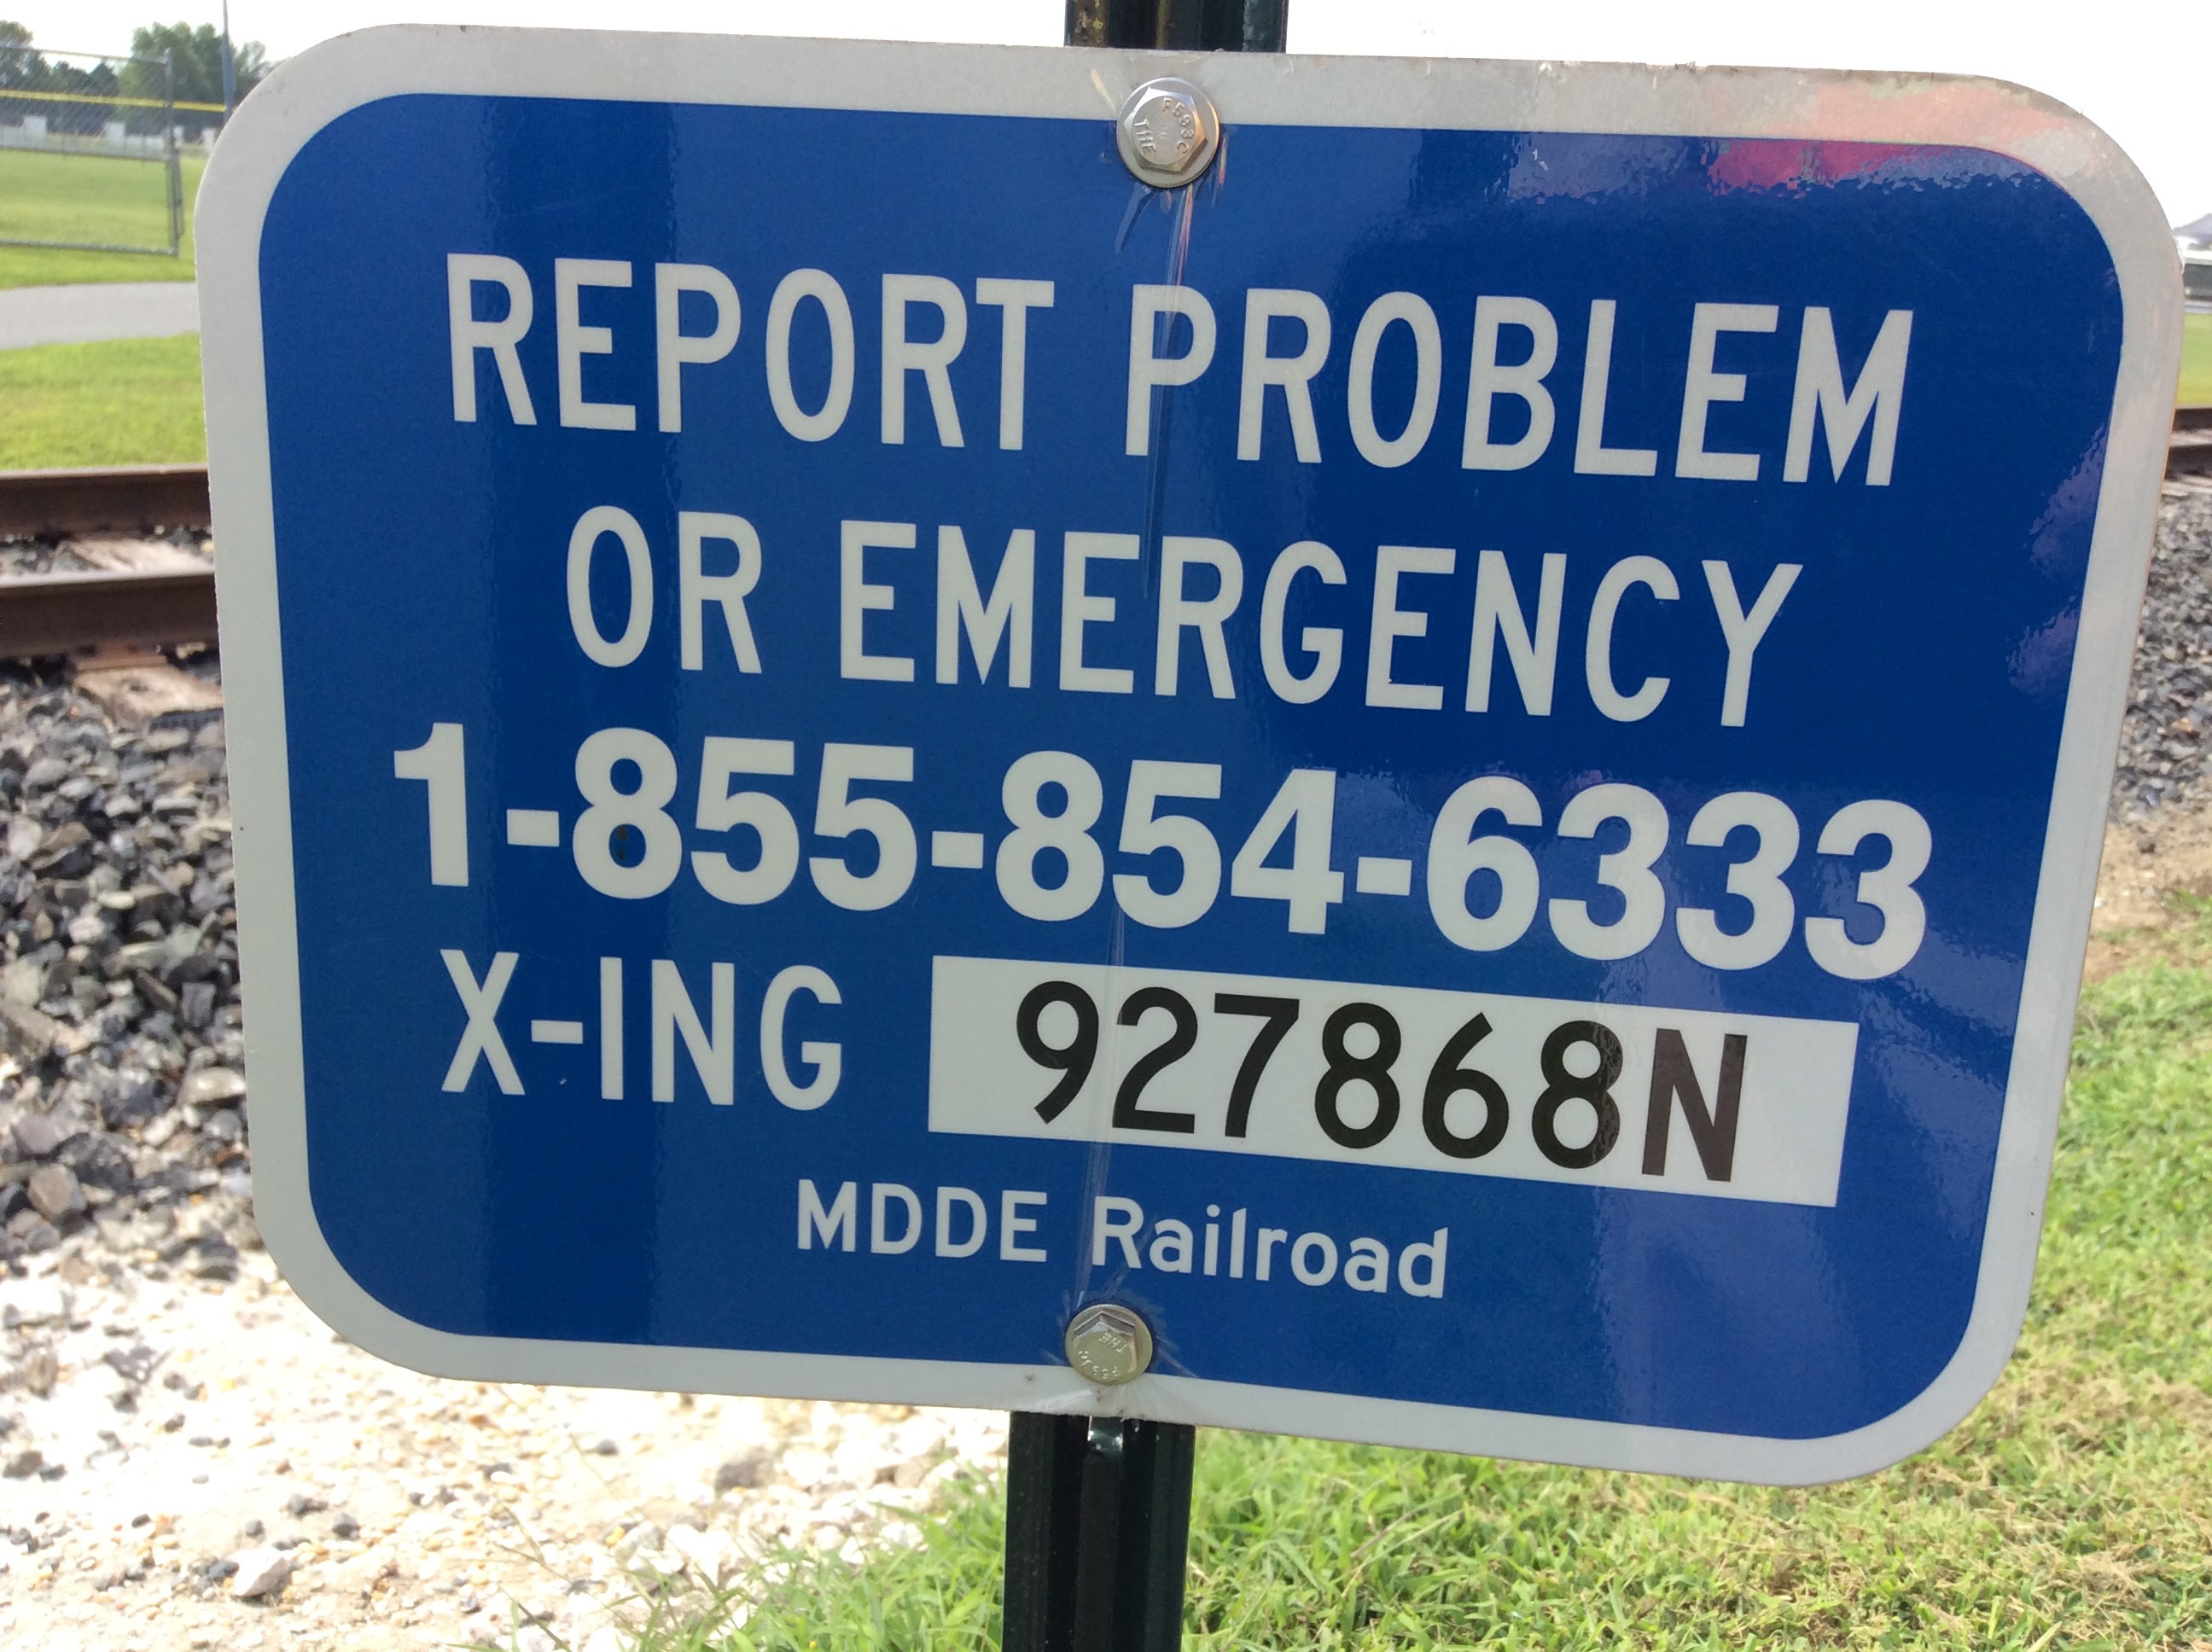 REPORT PROBLEM
OR EMERGENCY
1-855-854-6333
X-ING 927868N
MDDE Railroad